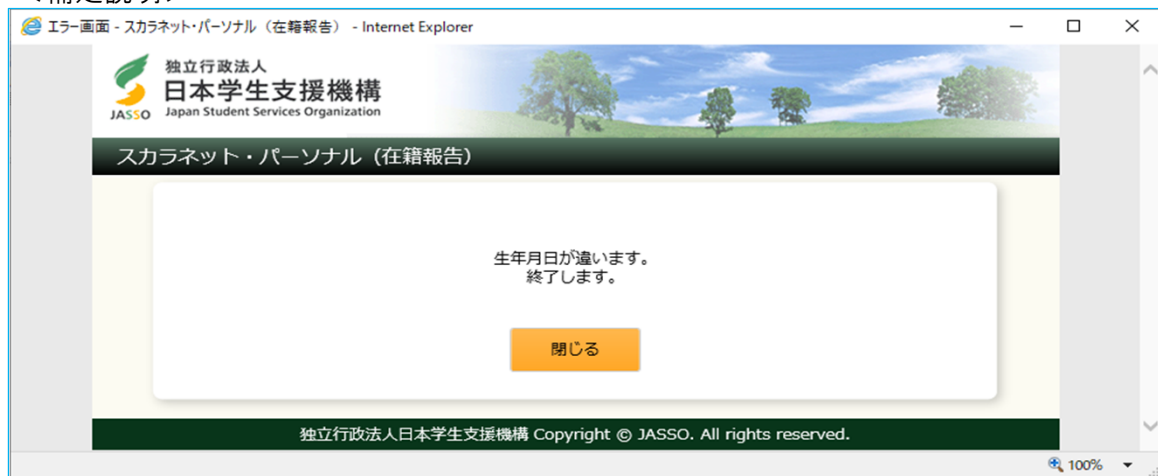 エラー画面 - スカラネット・パーソナル（在籍報告） - Internet Explorer
独立行政法人
日本学生支援機構
JASSO Japan Student Services Organization
スカラネット・パーソナル（在籍報告）
生年月日が違います。
終了します。
閉じる
独立行政法人日本学生支援機構 Copyright © JASSO. All rights reserved.
100%